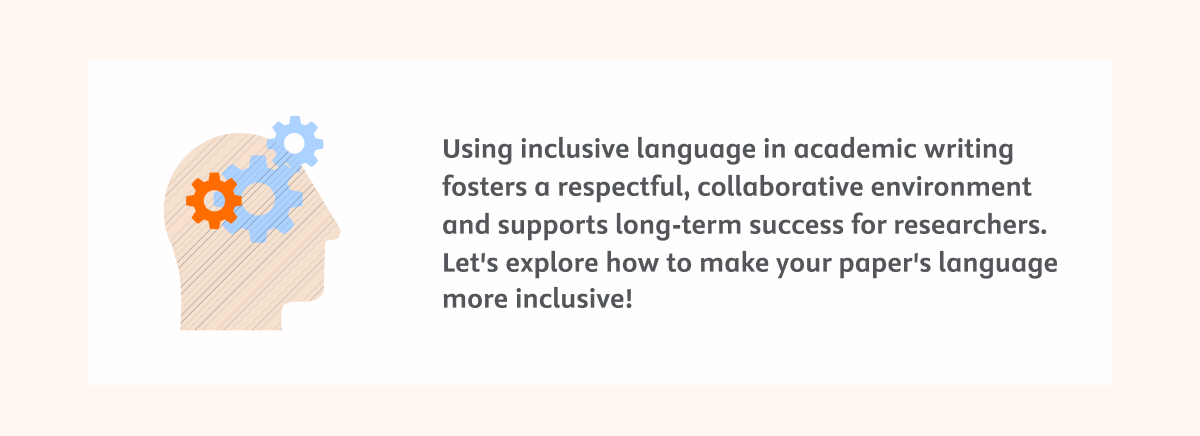 Using inclusive language in academic writing
fosters a respectful, collaborative environment
and supports long-term success for researchers.
Let's explore how to make your paper's language
more inclusive!